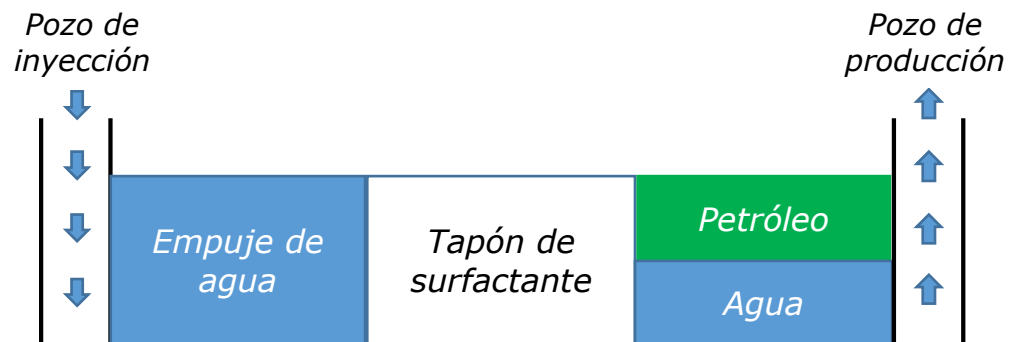 Pozo de
inyección
Pozo de
producción
Empuje de
agua
Tapón de
surfactante
Petróleo
Agua